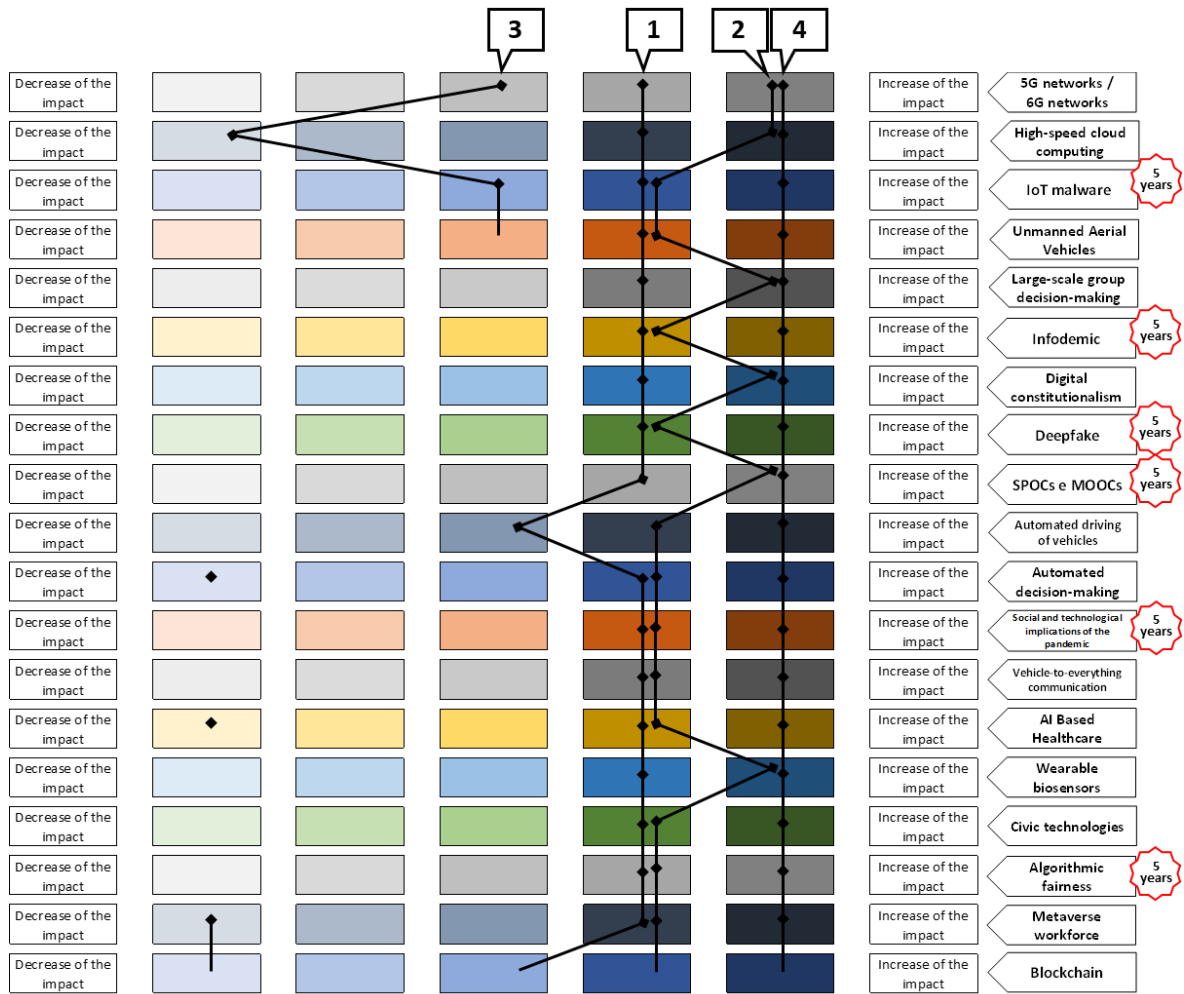 3 1 2 4
Decrease of the
impact
Increase of the
impact
5G networks /
6G networks
Decrease of the
impact
Increase of the
impact
High-speed cloud
computing
Decrease of the
impact
Increase of the
impact
IoT malware
5
years
Decrease of the
impact
Increase of the
impact
Unmanned Aerial
Vehicles
Decrease of the
impact
Increase of the
impact
Large-scale group
decision-making
Decrease of the
impact
Increase of the
impact
Infodemic
5
years
Decrease of the
impact
Increase of the
impact
Digital
constitutionalism
Decrease of the
impact
Increase of the
impact
Deepfake
5
years
Decrease of the
impact
Increase of the
impact
SPOCs e MOOCs
5
years
Decrease of the
impact
Increase of the
impact
Automated driving
of vehicles
Decrease of the
impact
Increase of the
impact
Automated
decision-making
Decrease of the
impact
Increase of the
impact
Social and technological
implications of the
pandemic
5
years
Decrease of the
impact
Increase of the
impact
Vehicle-to-everything
communication
Decrease of the
impact
Increase of the
impact
AI Based
Healthcare
Decrease of the
impact
Increase of the
impact
Wearable
biosensors
Decrease of the
impact
Increase of the
impact
Civic technologies
Decrease of the
impact
Increase of the
impact
Algorithmic
fairness
5
years
Decrease of the
impact
Increase of the
impact
Metaverse
workforce
Decrease of the
impact
Increase of the
impact
Blockchain